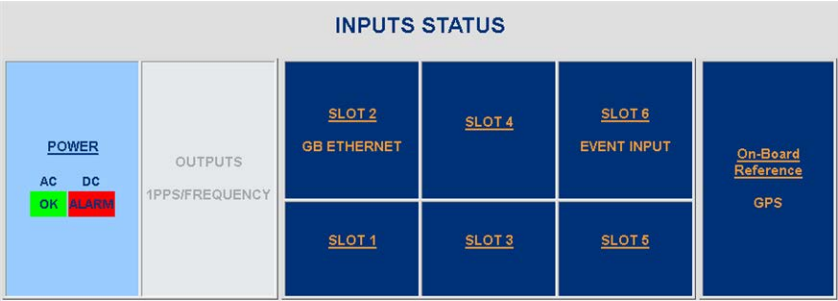 INPUTS STATUS
POWER
AC DC
OK ALARM
OUTPUTS
1PPS/FREQUENCY
SLOT 2
GB ETHERNET
SLOT 4
SLOT 6
EVENT INPUT
SLOT 1
SLOT 3
SLOT 5
On-Board
Reference
GPS